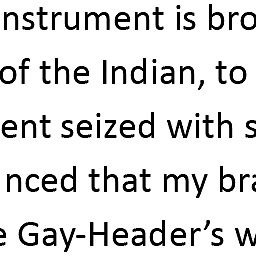 nstrument is bro
of the Indian, to
ent seized with s
nced that my bra
e Gay-Header’s w